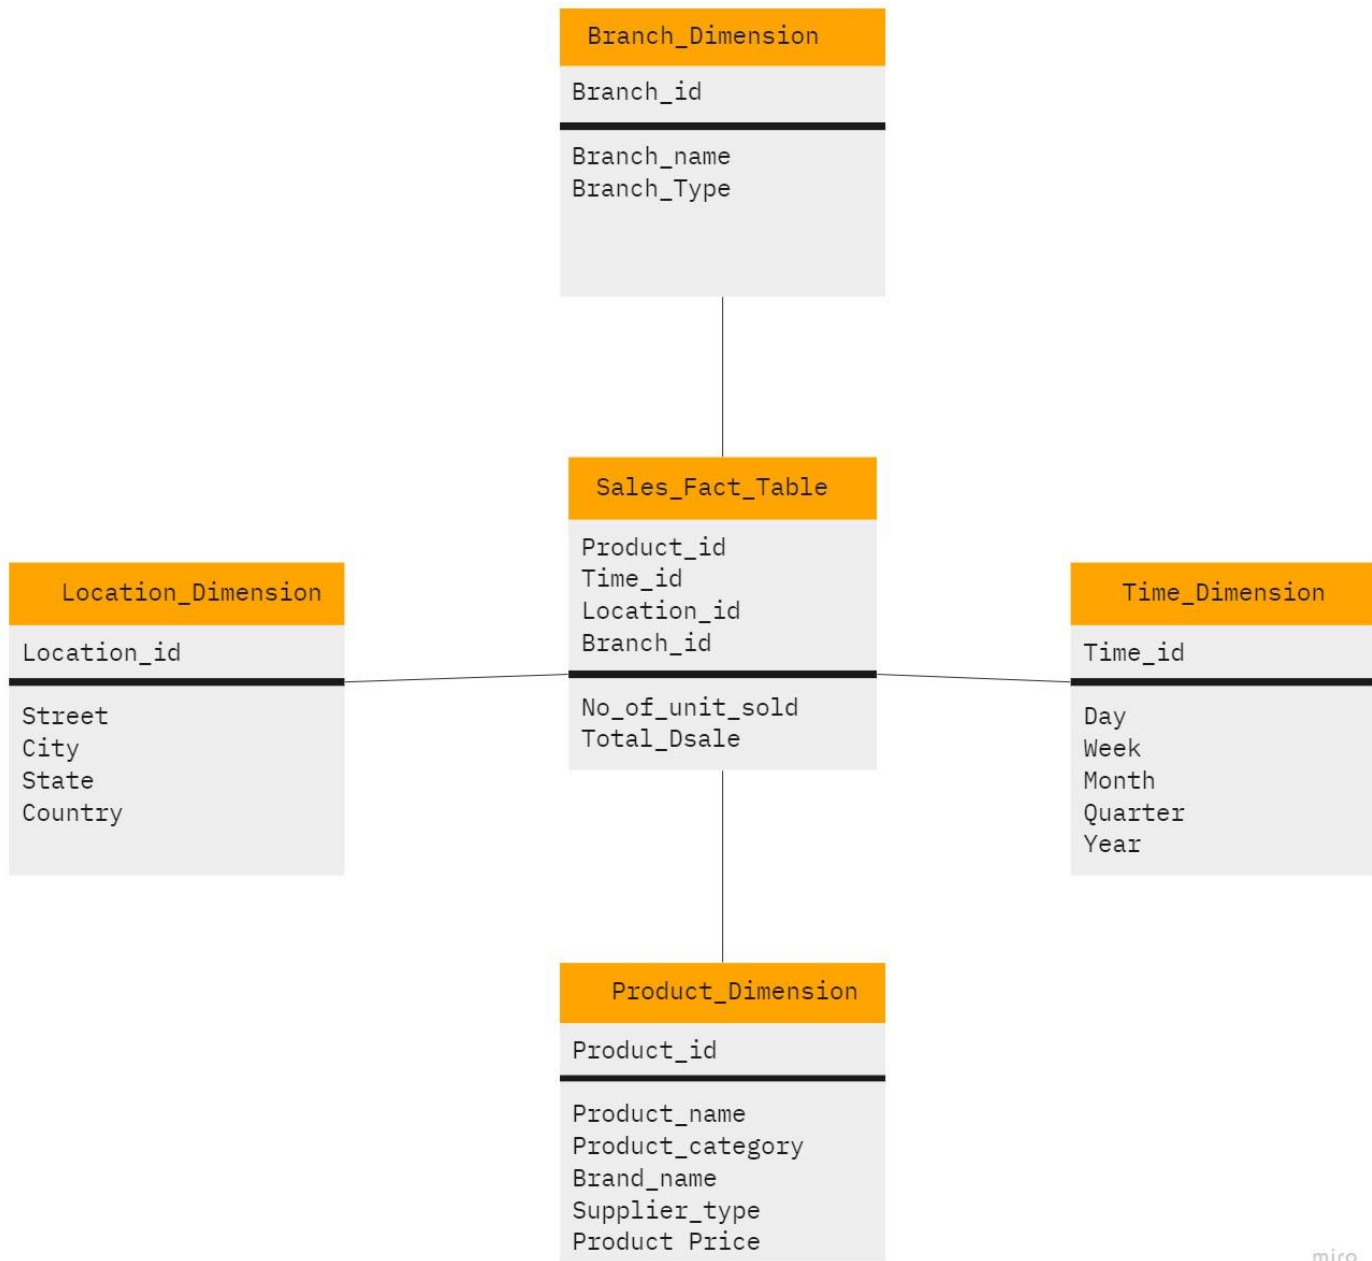 Branch_Dimension
Branch_id
Branch_name
Branch_Type
Sales_Fact_Table
Product_id
Time_id
Location_id
Branch_id
No_of_unit_sold
Total_Dsale
Location_Dimension
Location_id
Street
City
State
Country
Time_Dimension
Time_id
Day
Week
Month
Quarter
Year
Product_Dimension
Product_id
Product_name
Product_category
Brand_name
Supplier_type
Product Price
miro